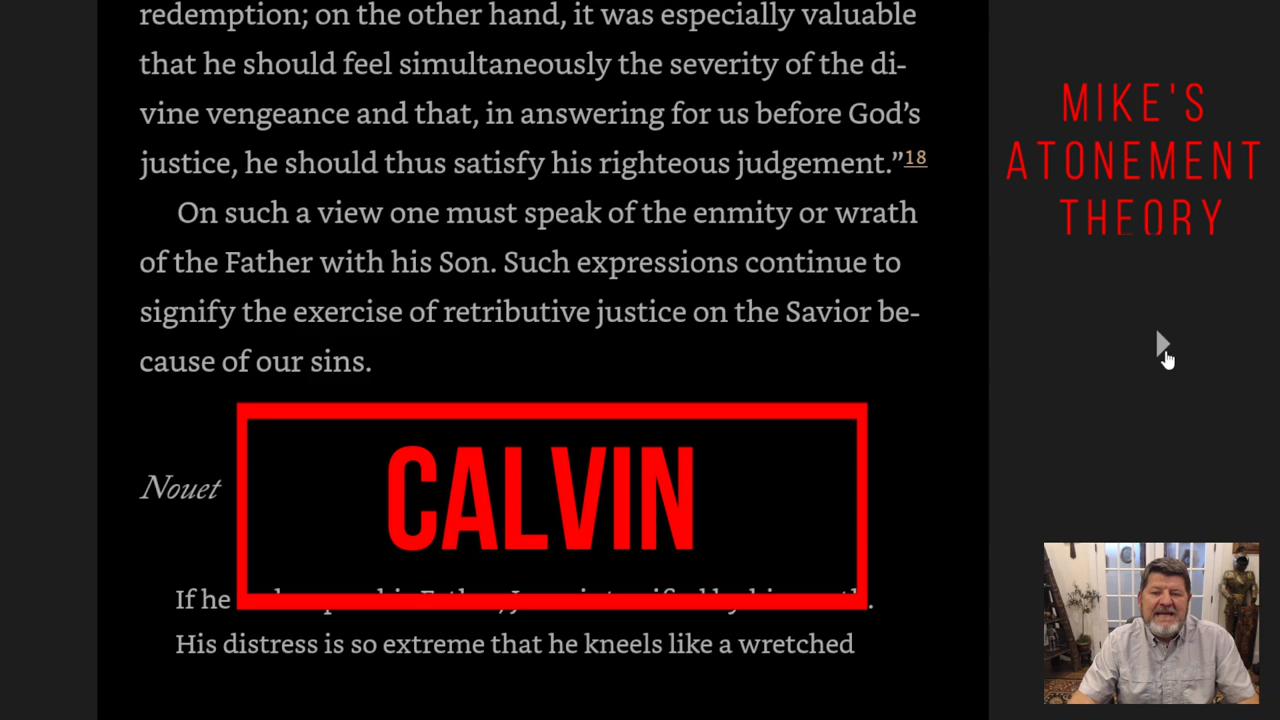 redemption; on the other hand, it was especially valuable
that he should feel simultaneously the severity of the di-
vine vengeance and that, in answering for us before God's
justice, he should thus satisfy his righteous judgement.”18
On such a view one must speak of the enmity or wrath
of the Father with his Son. Such expressions continue to
signify the exercise of retributive justice on the Savior be-
cause of our sins.
Nouet
CALVIN
If he
His distress is so extreme that he kneels like a wretched
MIKE'S
ATONEMENT
THEORY